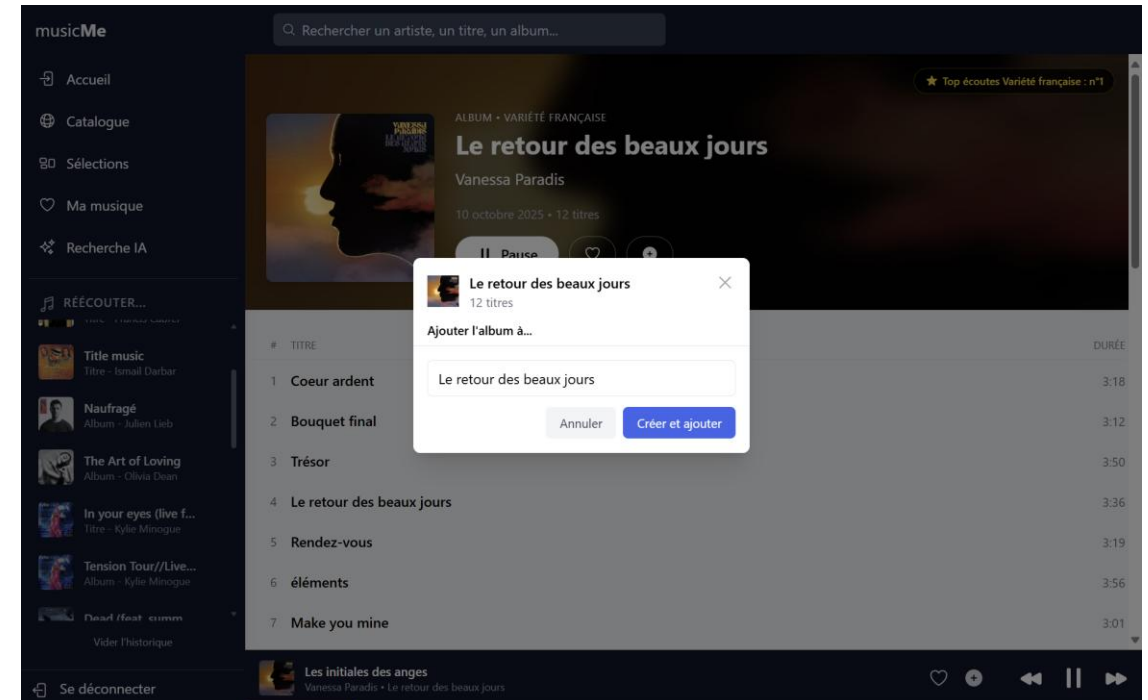 musicMe
Rechercher un artiste, un titre, un album...
Accueil
Catalogue
Sélections
Ma musique
Recherche IA
RÉÉCOUTER...
Title music
Titre - Ismail Darbar
Naufragé
Album - Julien Lieb
The Art of Loving
Album - Olivia Dean
In your eyes (live f...
Titre - Kylie Minogue
Tension Tour//Live...
Album - Kylie Minogue
Vider l'historique
Se déconnecter
Top écoutes Variété française : n°1
VANESSA
PARADIS
LE RETOUR
DES BEAUX
JOURS
ALBUM • VARIÉTÉ FRANÇAISE
Le retour des beaux jours
Vanessa Paradis
10 octobre 2025 • 12 titres
Pause
Le retour des beaux jours
12 titres
Ajouter l'album à...
Le retour des beaux jours
Annuler
Créer et ajouter
# TITRE DURÉE
1 Coeur ardent 3:18
2 Bouquet final 3:12
3 Trésor 3:50
4 Le retour des beaux jours 3:36
5 Rendez-vous 3:19
6 éléments 3:56
7 Make you mine 3:01
Les initiales des anges
Vanessa Paradis • Le retour des beaux jours